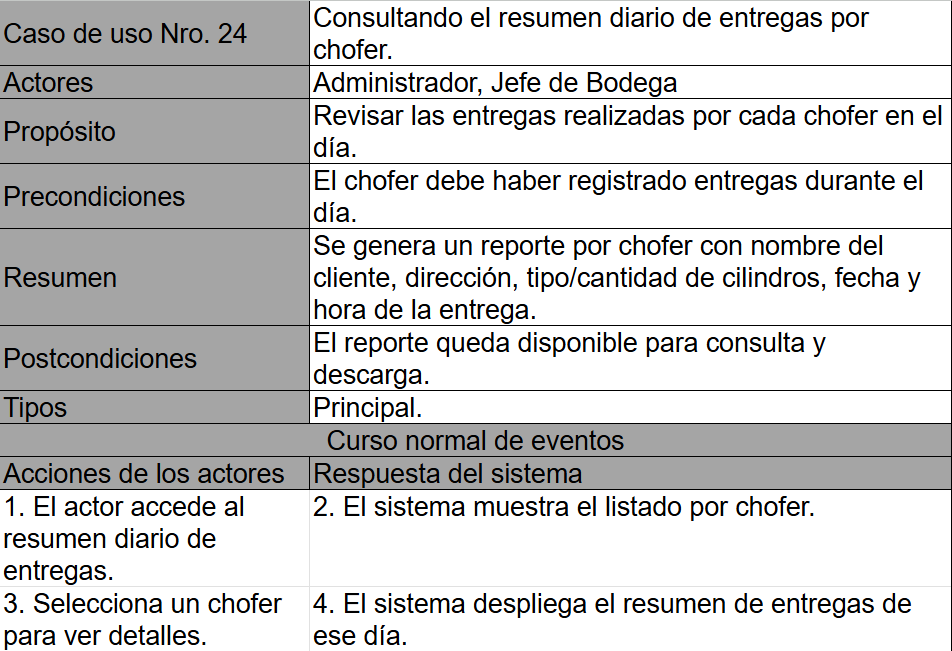 Caso de uso Nro. 24
Consultando el resumen diario de entregas por
chofer.
Actores
Administrador, Jefe de Bodega
Propósito
Revisar las entregas realizadas por cada chofer en el
día.
Precondiciones
El chofer debe haber registrado entregas durante el
día.
Resumen
Se genera un reporte por chofer con nombre del
cliente, dirección, tipo/cantidad de cilindros, fecha y
hora de la entrega.
Postcondiciones
El reporte queda disponible para consulta y
descarga.
Tipos
Principal.
Curso normal de eventos
Acciones de los actores
Respuesta del sistema
1. El actor accede al
resumen diario de
entregas.
2. El sistema muestra el listado por chofer.
3. Selecciona un chofer
para ver detalles.
4. El sistema despliega el resumen de entregas de
ese día.